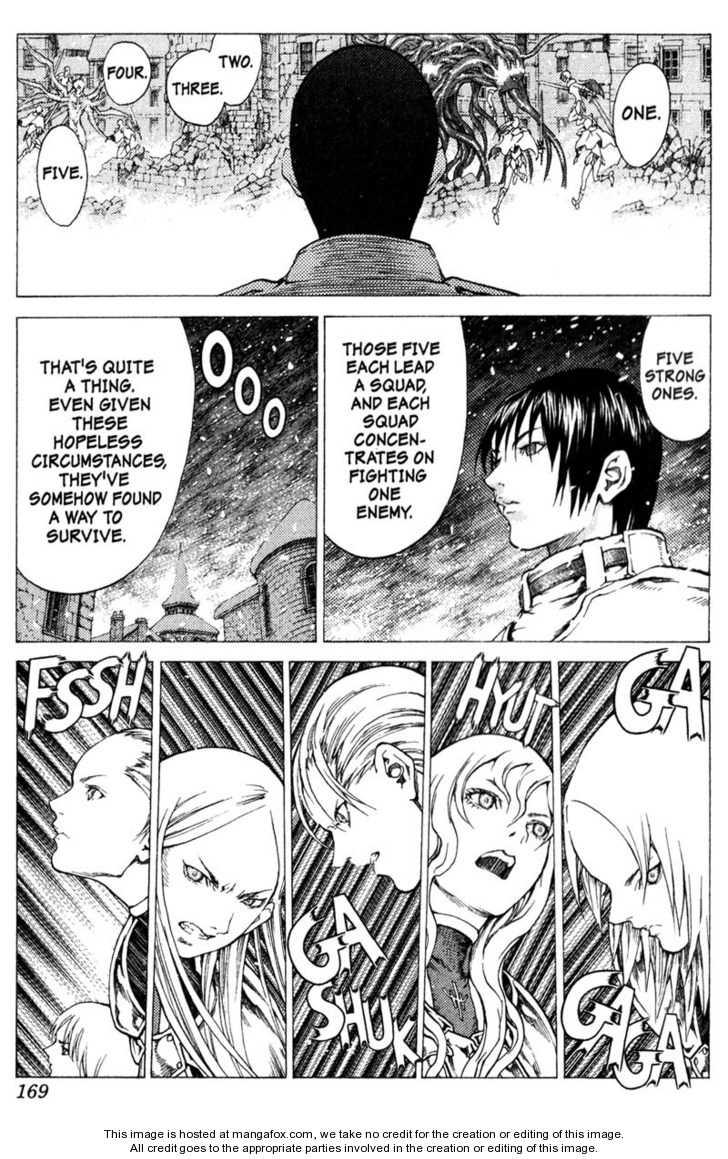 ONE.
TWO.
THREE.
FOUR.
FIVE.
FIVE
STRONG
ONES.
THOSE FIVE
EACH LEAD
A SQUAD,
AND EACH
SQUAD
CONCEN-
TRATES ON
FIGHTING
ONE
ENEMY.
OOO
THAT'S QUITE
A THING.
EVEN GIVEN
THESE
HOPELESS
CIRCUMSTANCES,
THEY'VE
SOMEHOW FOUND
A WAY TO
SURVIVE.
GA
GAGA
HYUT
GA
SHUK
FSSH
169
This image is hosted at mangafox.com, we take no credit for the creation or editing of this image.
All credit goes to the appropriate parties involved in the creation or editing of this image.